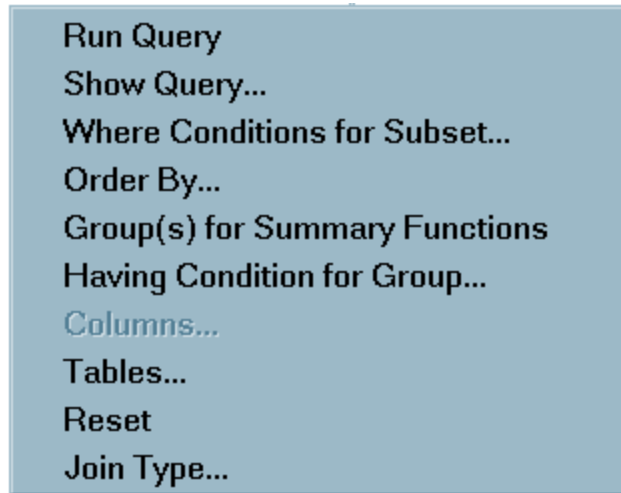 Run Query
Show Query...
Where Conditions for Subset...
Order By...
Group(s) for Summary Functions
Having Condition for Group...
Columns...
Tables...
Reset
Join Type...